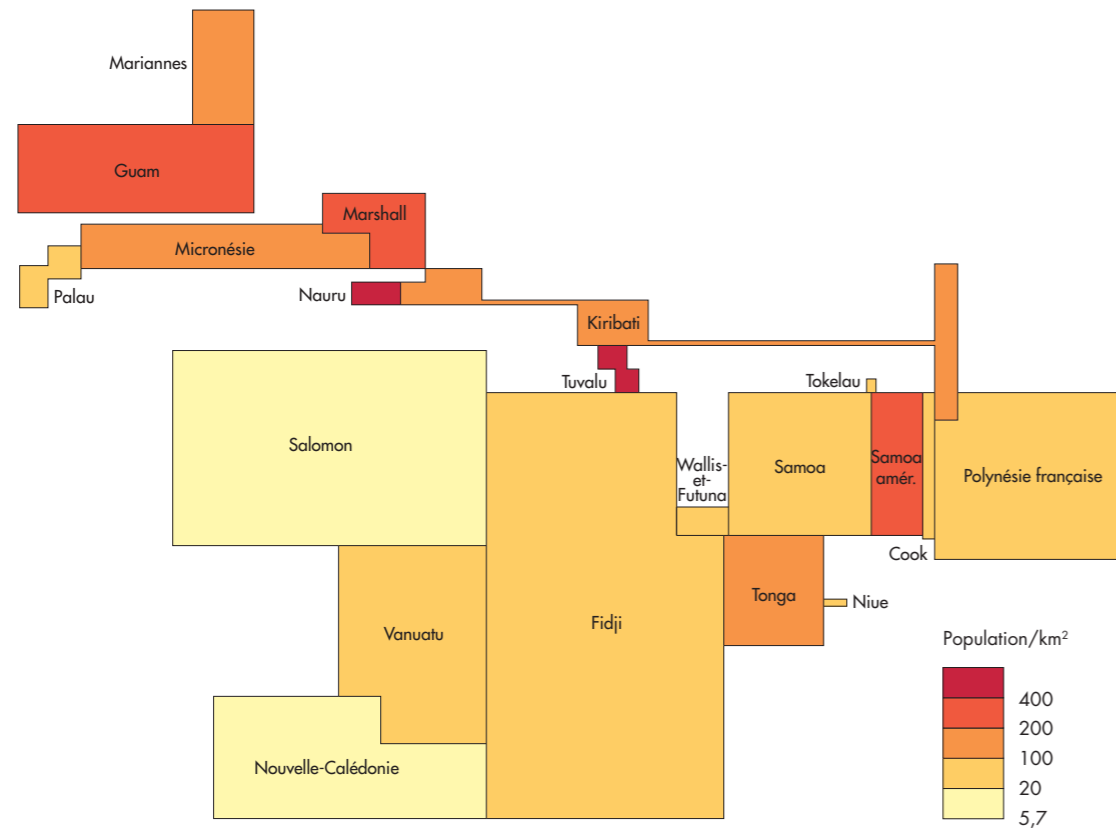 Mariannes
Guam
Marshall
Micronésie
Palau
Nauru
Kiribati
Tuvalu
Tokelau
Salomon
Wallis-
et-
Futuna
Samoa
Samoa
amér.
Polynésie française
Cook
Tonga
Niue
Fidji
Vanuatu
Nouvelle-Calédonie
Population/km²
400
200
100
20
5,7